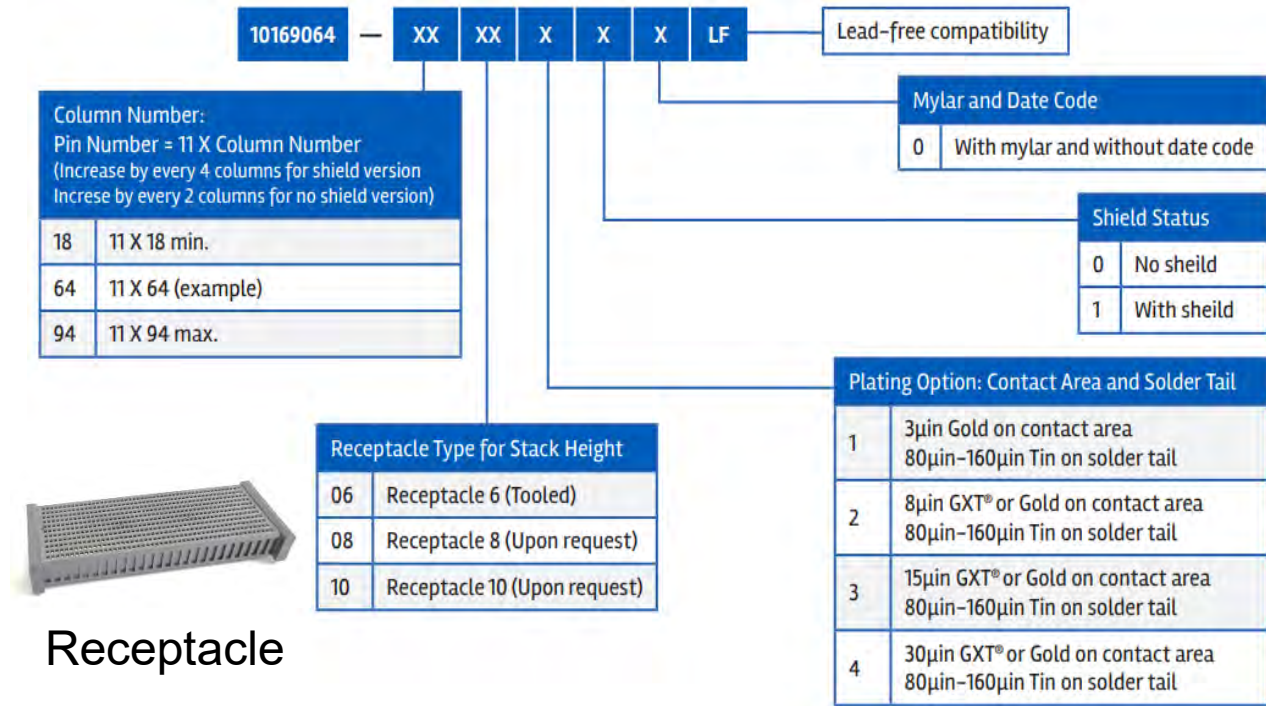 10169064 — XX XX X X X LF
Lead-free compatibility
Column Number:
Pin Number = 11 X Column Number
(Increase by every 4 columns for shield version
Increse by every 2 columns for no shield version)
18 11 X 18 min.
64 11 X 64 (example)
94 11 X 94 max.
Mylar and Date Code
0 With mylar and without date code
Shield Status
0 No sheild
1 With sheild
Plating Option: Contact Area and Solder Tail
1 3µin Gold on contact area
80µin-160µin Tin on solder tail
2 8µin GXT® or Gold on contact area
80µin-160µin Tin on solder tail
3 15µin GXT® or Gold on contact area
80µin-160µin Tin on solder tail
4 30µin GXT® or Gold on contact area
80µin-160µin Tin on solder tail
Receptacle Type for Stack Height
06 Receptacle 6 (Tooled)
08 Receptacle 8 (Upon request)
10 Receptacle 10 (Upon request)
Receptacle